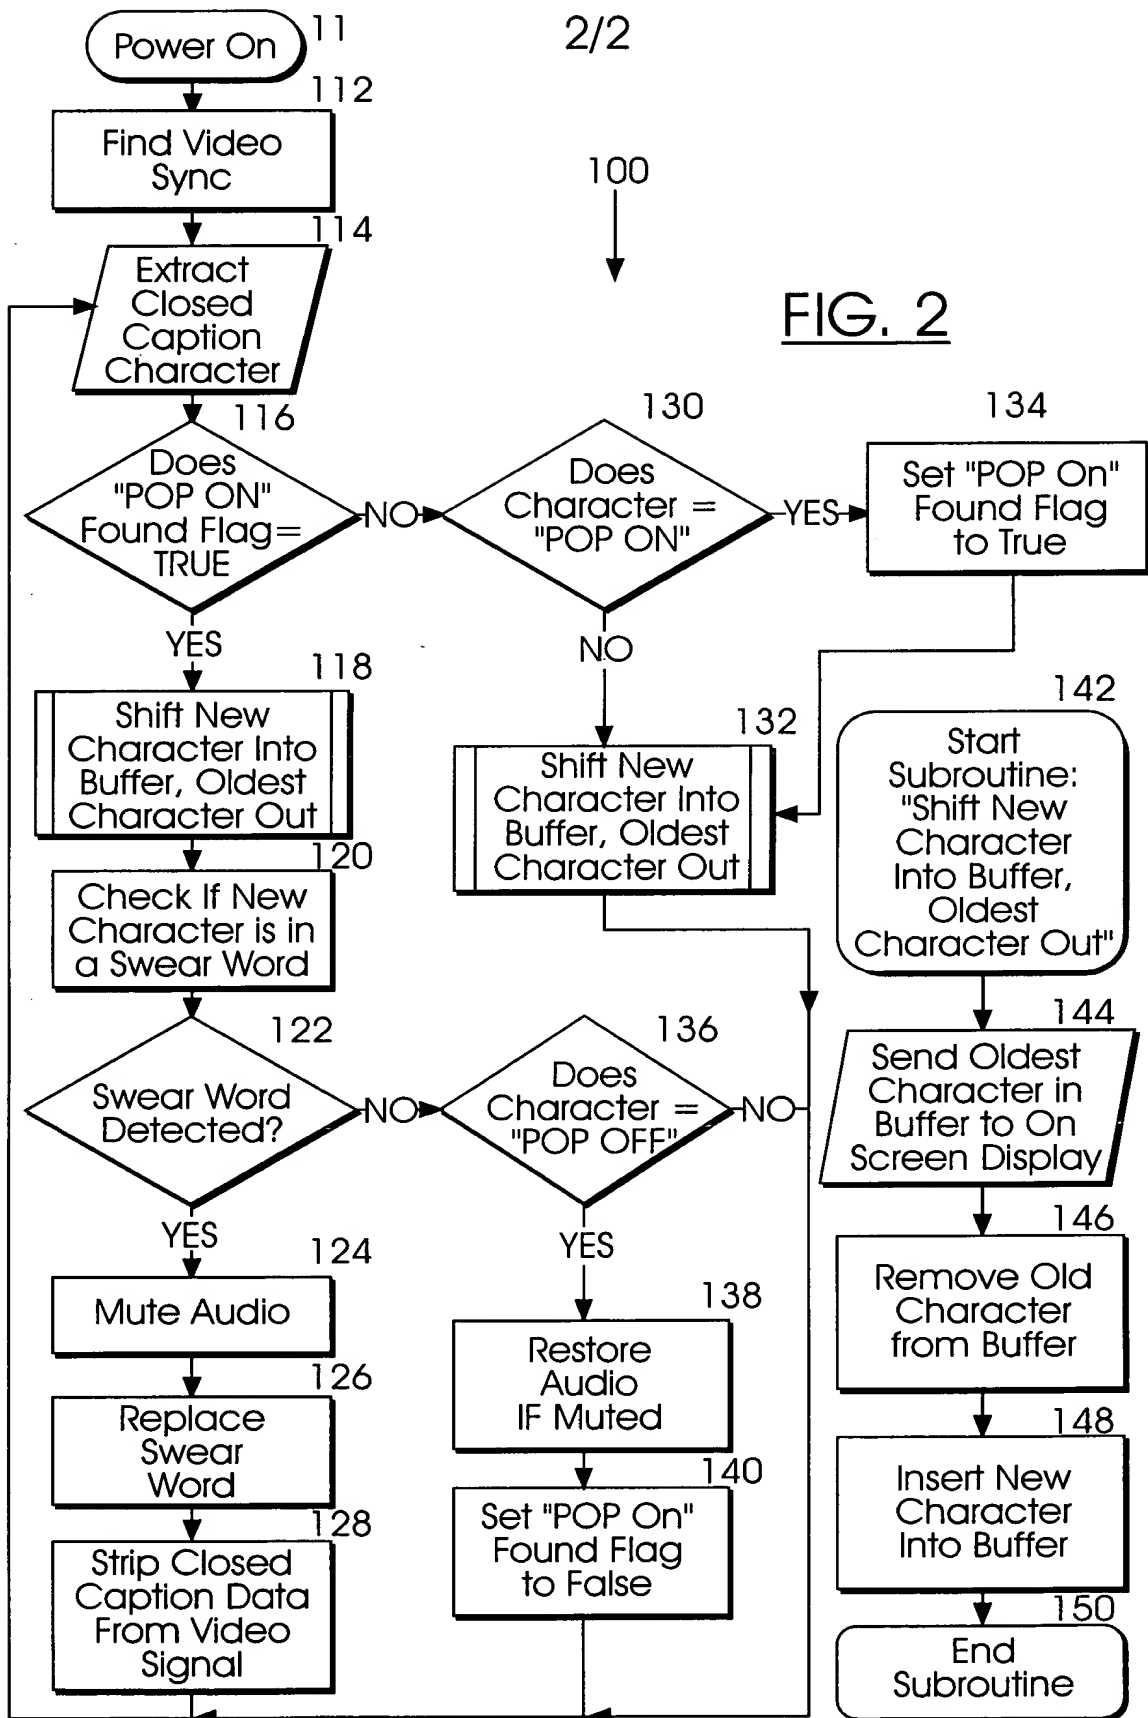 Power On
11
2/2
112
Find Video
Sync
100
114
Extract
Closed
Caption
Character
FIG. 2
116
Does
"POP ON"
Found Flag=
TRUE
NO
130
Does
Character =
"POP ON"
YES
134
Set "POP On"
Found Flag
to True
YES
NO
118
Shift New
Character Into
Buffer, Oldest
Character Out
132
Shift New
Character Into
Buffer, Oldest
Character Out
142
Start
Subroutine:
"Shift New
Character
Into Buffer,
Oldest
Character Out"
120
Check If New
Character is in
a Swear Word
122
Swear Word
Detected?
NO
136
Does
Character =
"POP OFF"
NO
144
Send Oldest
Character in
Buffer to On
Screen Display
YES
YES
124
Mute Audio
138
Restore
Audio
IF Muted
146
Remove Old
Character
from Buffer
126
Replace
Swear
Word
140
Set "POP On"
Found Flag
to False
148
Insert New
Character
Into Buffer
128
Strip Closed
Caption Data
From Video
Signal
150
End
Subroutine